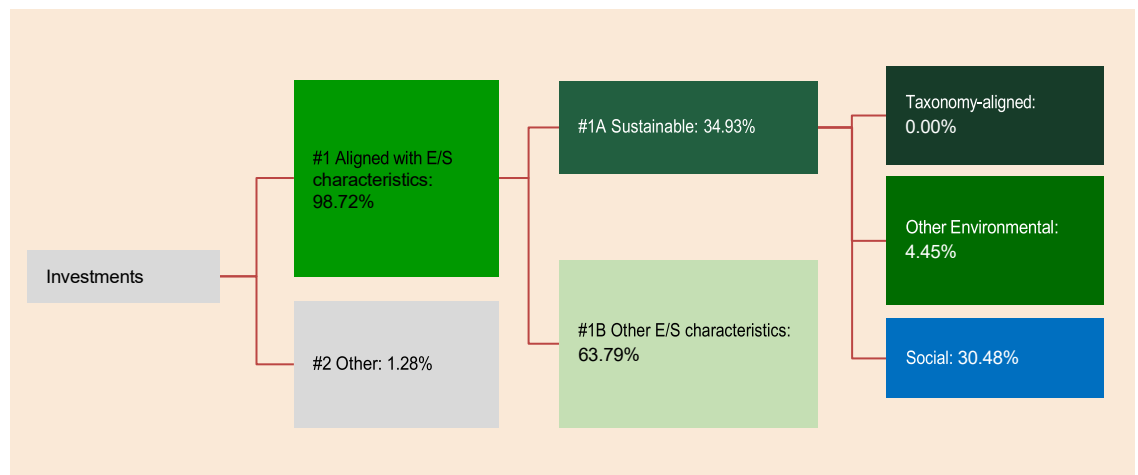 Investments
#1 Aligned with E/S
characteristics:
98.72%
#2 Other: 1.28%
#1A Sustainable: 34.93%
#1B Other E/S characteristics:
63.79%
Taxonomy-aligned:
0.00%
Other Environmental:
4.45%
Social: 30.48%